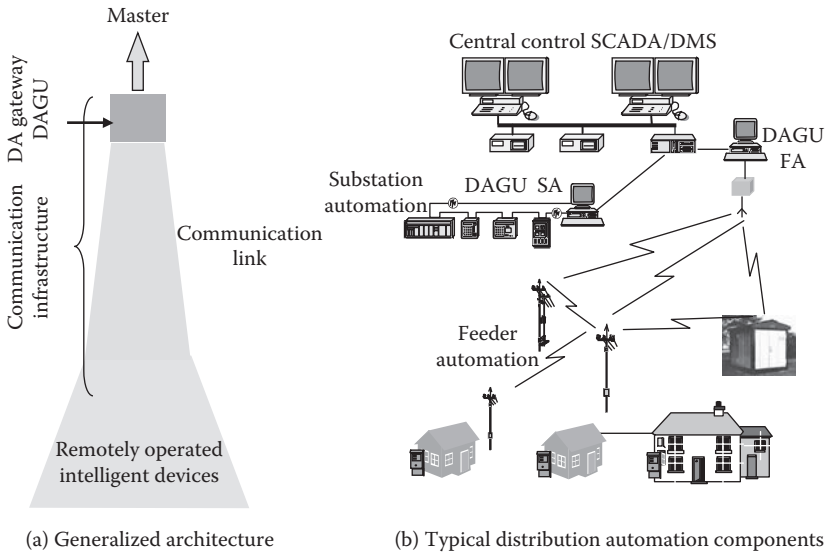 Master
DA gateway
DAGU
Communication
infrastructure
Communication
link
Remotely operated
intelligent devices
(a) Generalized architecture
Central control SCADA/DMS
DAGU
FA
Substation
automation
DAGU SA
Feeder
automation
(b) Typical distribution automation components